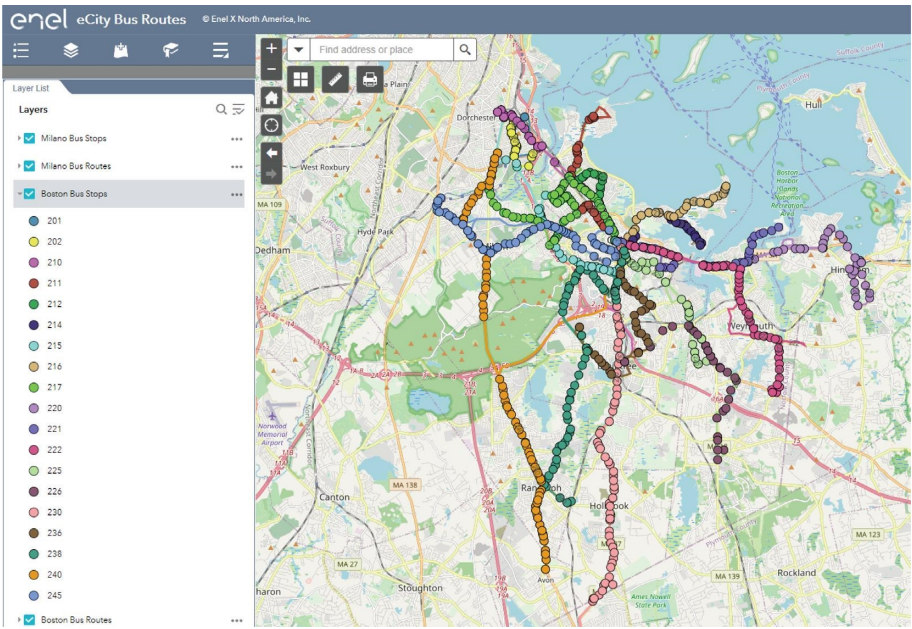 enel eCity Bus Routes © Enel X North America, Inc.
Find address or place
Layer List
Layers
Milano Bus Stops
Milano Bus Routes
Boston Bus Stops
201
202
210
211
212
214
215
216
217
220
221
222
225
226
230
236
238
240
245
Boston Bus Routes
Suffolk County
Plymouth County
Hull
Dorchester
West Roxbury
Boston
Harbor
Islands
National
Recreation
Area
MA 109
Hyde Park
Dedham
Weymouth
Norwood
Memorial
Airport
Canton
MA 138
Holbrook
MA 123
MA 27
MA 139
Rockland
Stoughton
Avon
Ames Nowell
State Park